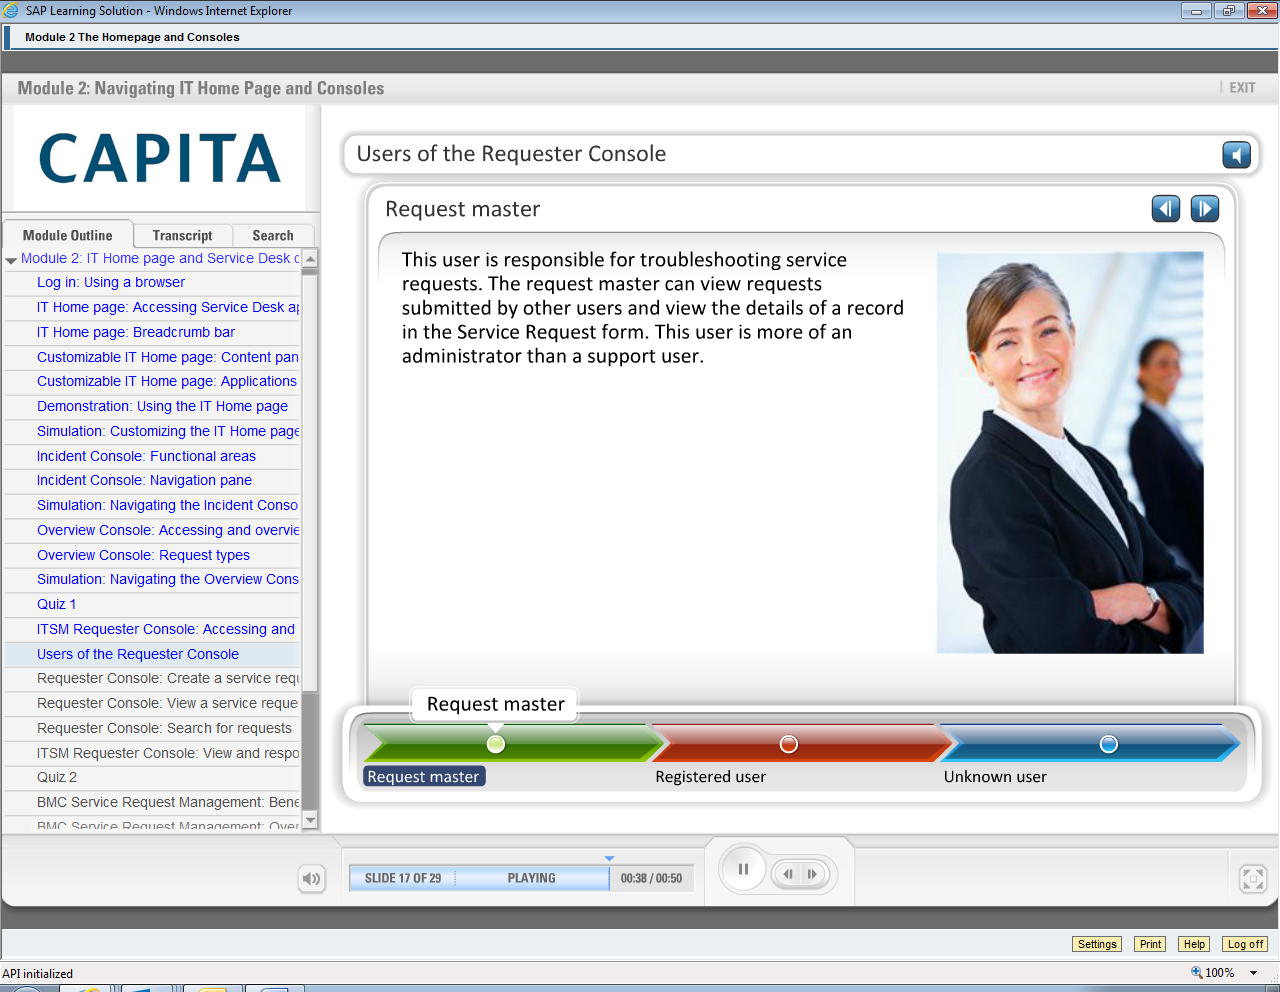 SAP Learning Solution - Windows Internet Explorer
Module 2 The Homepage and Consoles
Module 2: Navigating IT Home Page and Consoles
EXIT
CAPITA
Module Outline
Transcript
Search
Module 2: IT Home page and Service Desk c
Log in: Using a browser
IT Home page: Accessing Service Desk ap
IT Home page: Breadcrumb bar
Customizable IT Home page: Content pan
Customizable IT Home page: Applications
Demonstration: Using the IT Home page
Simulation: Customizing the IT Home page
Incident Console: Functional areas
Incident Console: Navigation pane
Simulation: Navigating the Incident Conso
Overview Console: Accessing and overvie
Overview Console: Request types
Simulation: Navigating the Overview Cons
Quiz 1
ITSM Requester Console: Accessing and
Users of the Requester Console
Requester Console: Create a service requ
Requester Console: View a service reque
Requester Console: Search for requests
ITSM Requester Console: View and respo
Quiz 2
BMC Service Request Management: Bene
BMC Service Request Management: Over
Users of the Requester Console
Request master
This user is responsible for troubleshooting service
requests. The request master can view requests
submitted by other users and view the details of a record
in the Service Request form. This user is more of an
administrator than a support user.
Request master
Request master
Registered user
Unknown user
SLIDE 17 OF 29
PLAYING
00:38 / 00:50
Settings
Print
Help
Log off
API initialized
100%